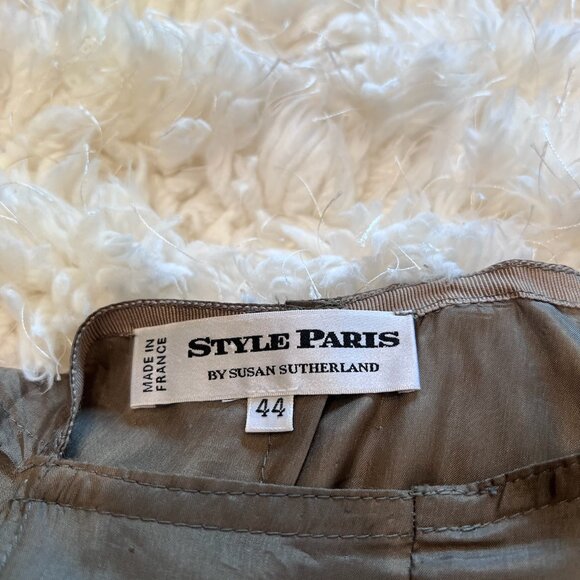 MADE IN
FRANCE
STYLE PARIS
BY SUSAN SUTHERLAND
44